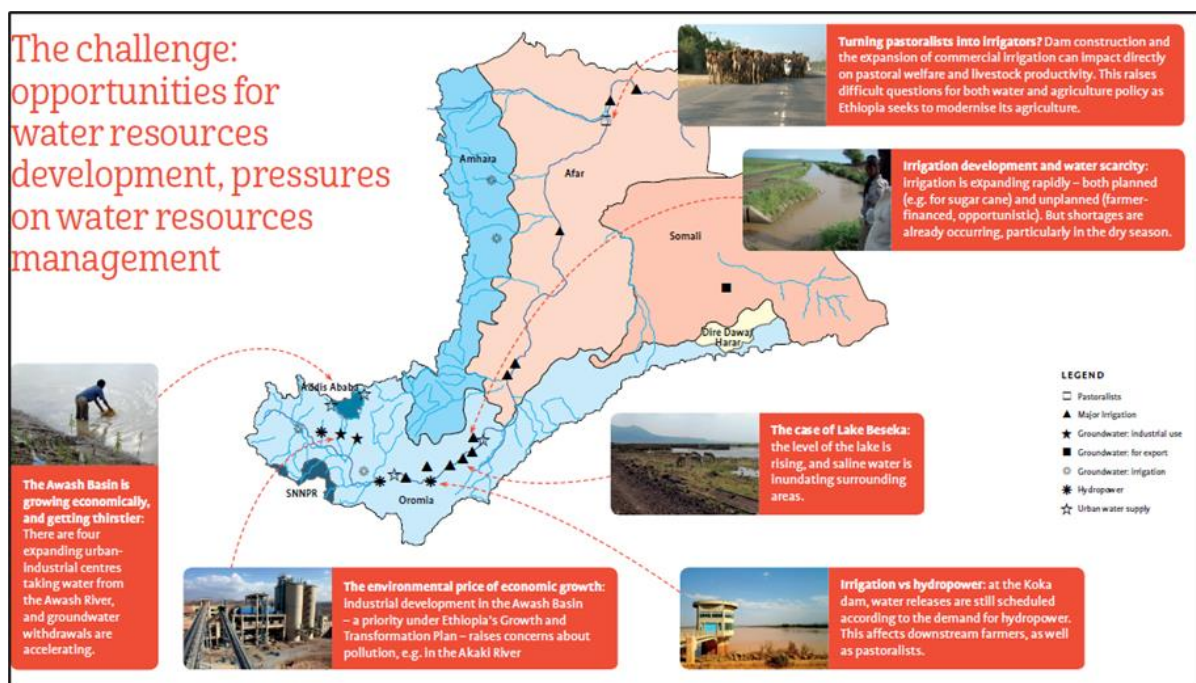 The challenge:
opportunities for
water resources
development, pressures
on water resources
management
Turning pastoralists into irrigators? Dam construction and
the expansion of commercial irrigation can impact directly
on pastoral welfare and livestock productivity. This raises
difficult questions for both water and agriculture policy as
Ethiopia seeks to modernise its agriculture.
Irrigation development and water scarcity:
irrigation is expanding rapidly – both planned
(e.g. for sugar cane) and unplanned (farmer-
financed, opportunistic). But shortages are
already occurring, particularly in the dry season.
Amhara
Afar
Somali
Dire Dawa
Harar
Addis Ababa
SNNPR
Oromia
LEGEND
Pastoralists
Major Irrigation
Groundwater: industrial use
Groundwater: for export
Groundwater: irrigation
Hydropower
Urban water supply
The Awash Basin is
growing economically,
and getting thirstier:
There are four
expanding urban-
industrial centres
taking water from
the Awash River,
and groundwater
withdrawals are
accelerating.
The case of Lake Beseka:
the level of the lake is
rising, and saline water is
inundating surrounding
areas.
The environmental price of economic growth:
industrial development in the Awash Basin
– a priority under Ethiopia's Growth and
Transformation Plan – raises concerns about
pollution, e.g. in the Akaki River
Irrigation vs hydropower: at the Koka
dam, water releases are still scheduled
according to the demand for hydropower.
This affects downstream farmers, as well
as pastoralists.